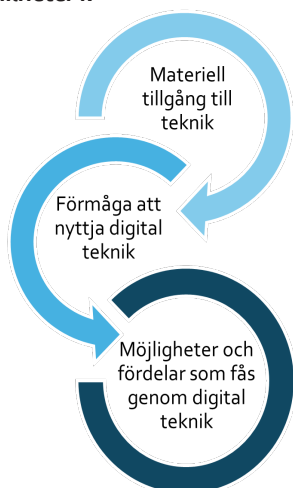 Materiell
tillgång till
teknik
Förmåga att
nyttja digital
teknik
Möjligheter och
fördelar som fås
genom digital
teknik